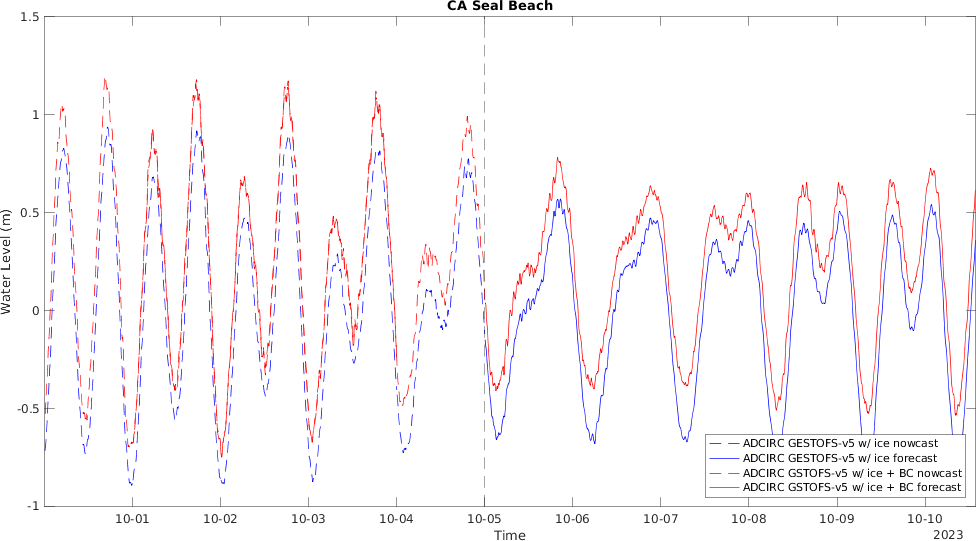 CA Seal Beach
1.5
1
0.5
0
-0.5
-1
Water Level (m)
ADCIRC GESTOFS-v5 w/ ice nowcast
ADCIRC GESTOFS-v5 w/ ice forecast
ADCIRC GSTOFS-v5 w/ ice + BC nowcast
ADCIRC GSTOFS-v5 w/ ice + BC forecast
10-01 10-02 10-03 10-04 10-05 10-06 10-07 10-08 10-09 10-10
Time
2023